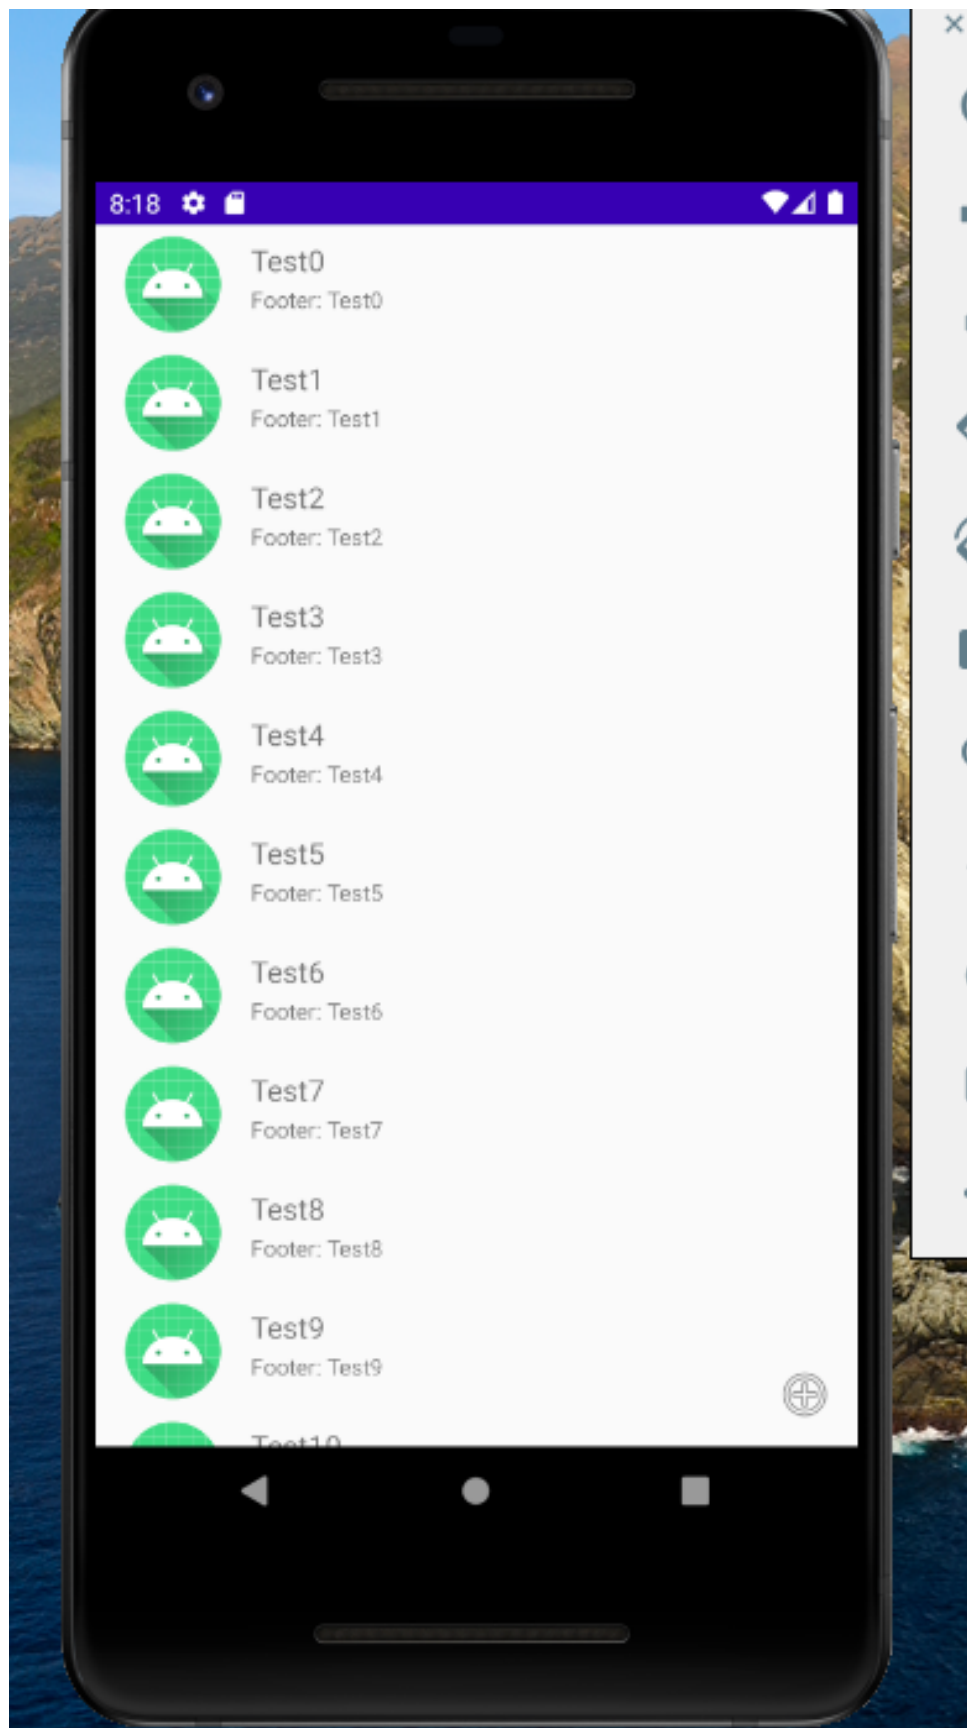 8:18
Test0
Footer: Test0
Test1
Footer: Test1
Test2
Footer: Test2
Test3
Footer: Test3
Test4
Footer: Test4
Test5
Footer: Test5
Test6
Footer: Test6
Test7
Footer: Test7
Test8
Footer: Test8
Test9
Footer: Test9
Test10